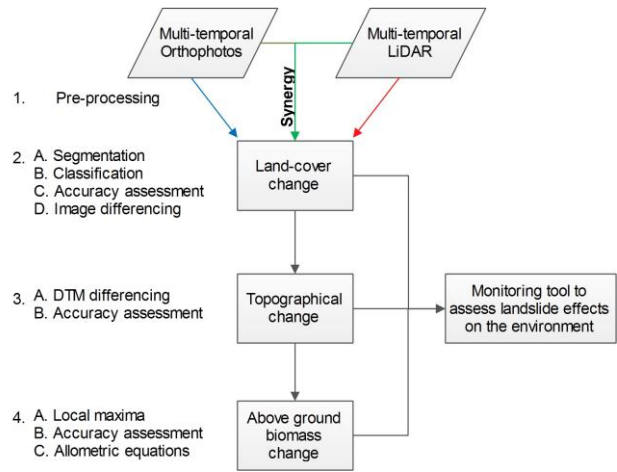 Multi-temporal
Orthophotos
Multi-temporal
LiDAR
Synergy
1. Pre-processing
2. A. Segmentation
B. Classification
C. Accuracy assessment
D. Image differencing
Land-cover
change
3. A. DTM differencing
B. Accuracy assessment
Topographical
change
Monitoring tool to
assess landslide effects
on the environment
4. A. Local maxima
B. Accuracy assessment
C. Allometric equations
Above ground
biomass
change